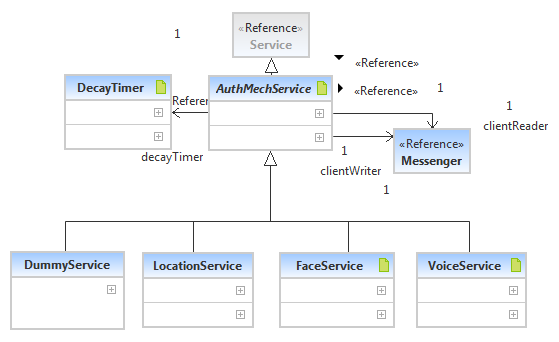 «Reference»
Service
1
«Reference»
DecayTimer
AuthMechService
Refere
«Reference»
1
1
clientReader
«Reference»
Messenger
decayTimer
1
clientWriter
1
DummyService
LocationService
FaceService
VoiceService